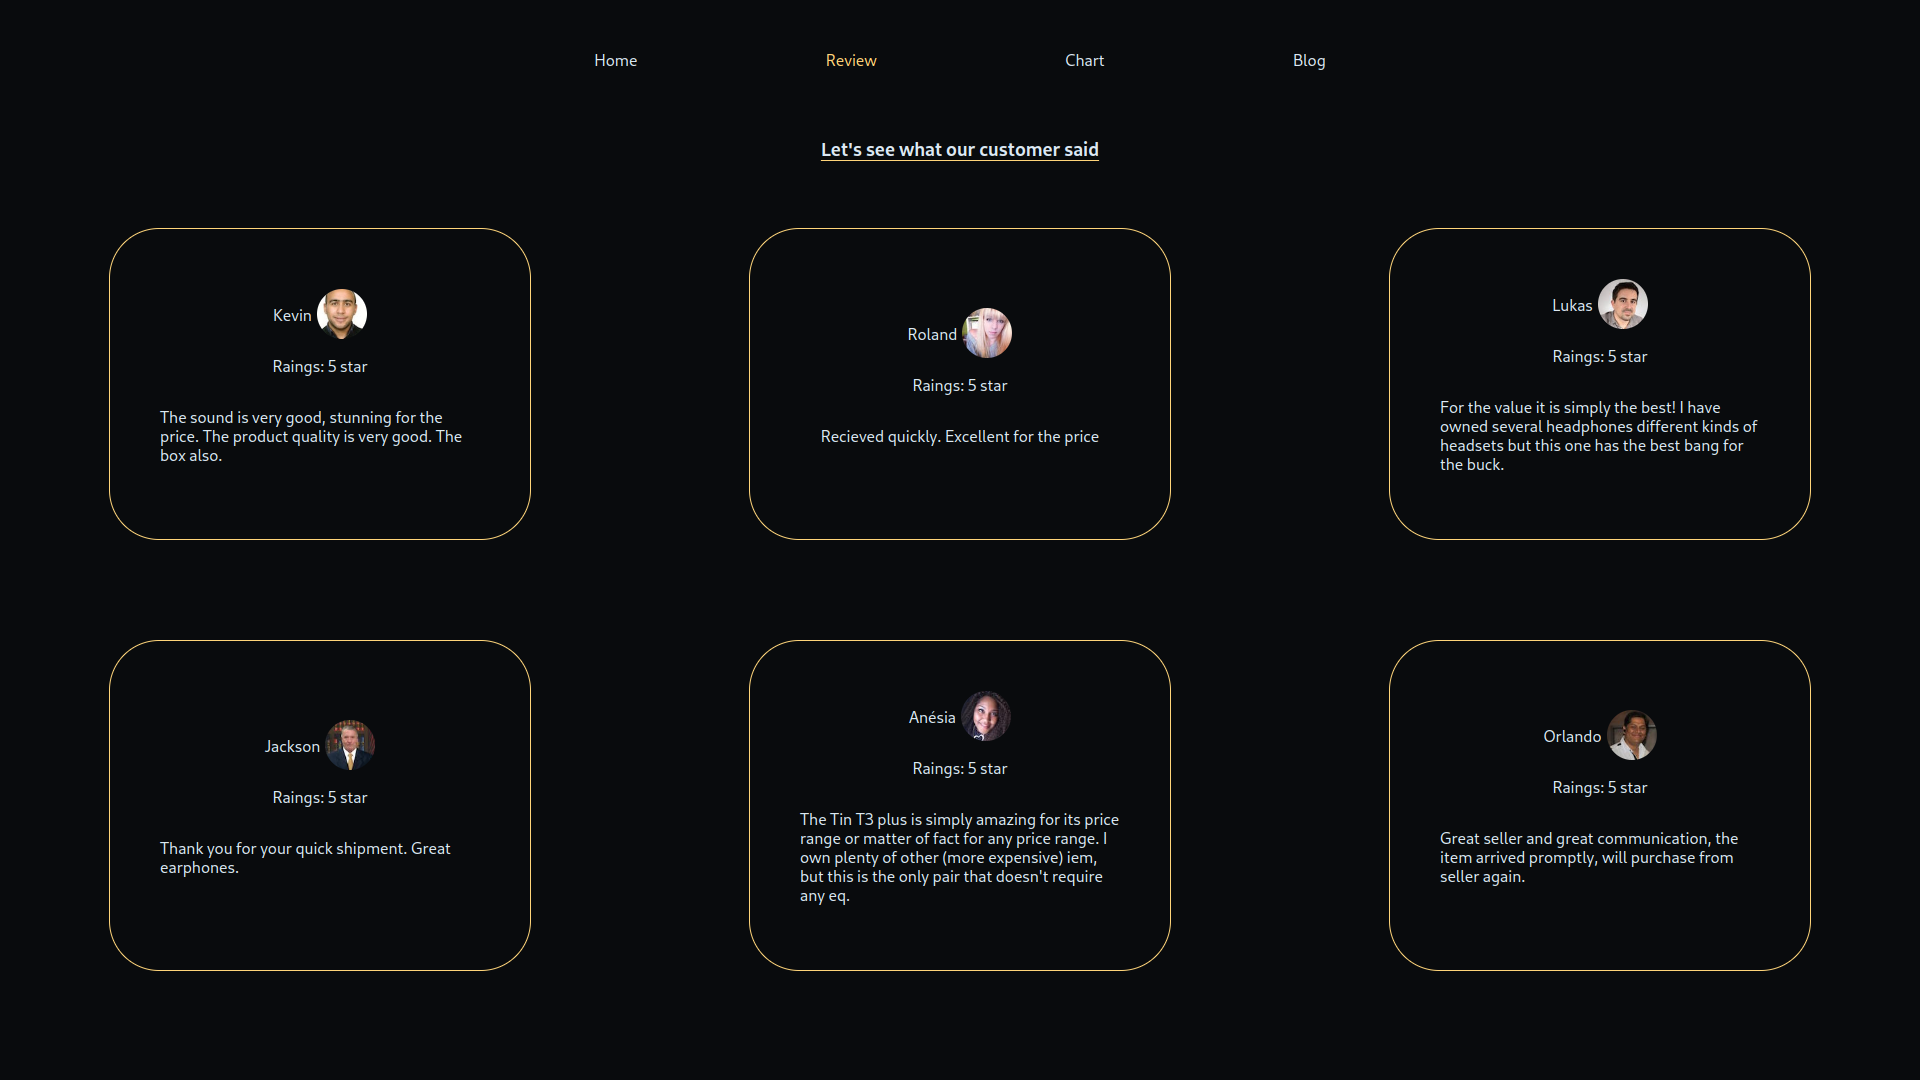 Home Review Chart Blog
Let's see what our customer said
Kevin
Raings: 5 star
The sound is very good, stunning for the
price. The product quality is very good. The
box also.
Roland
Raings: 5 star
Recieved quickly. Excellent for the price
Lukas
Raings: 5 star
For the value it is simply the best! I have
owned several headphones different kinds of
headsets but this one has the best bang for
the buck.
Jackson
Raings: 5 star
Thank you for your quick shipment. Great
earphones.
Anésia
Raings: 5 star
The Tin T3 plus is simply amazing for its price
range or matter of fact for any price range. I
own plenty of other (more expensive) iem,
but this is the only pair that doesn't require
any eq.
Orlando
Raings: 5 star
Great seller and great communication, the
item arrived promptly, will purchase from
seller again.